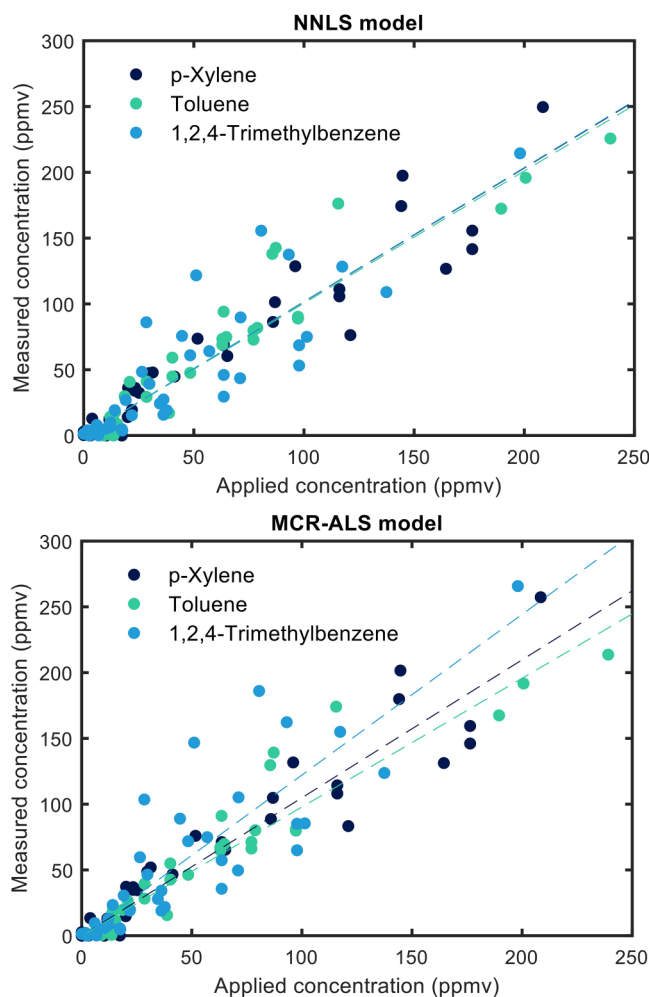 NNLS model
300
250
200
150
100
50
0
Measured concentration (ppmv)
p-Xylene
Toluene
1,2,4-Trimethylbenzene
0 50 100 150 200 250
Applied concentration (ppmv)
MCR-ALS model
300
250
200
150
100
50
0
Measured concentration (ppmv)
p-Xylene
Toluene
1,2,4-Trimethylbenzene
0 50 100 150 200 250
Applied concentration (ppmv)